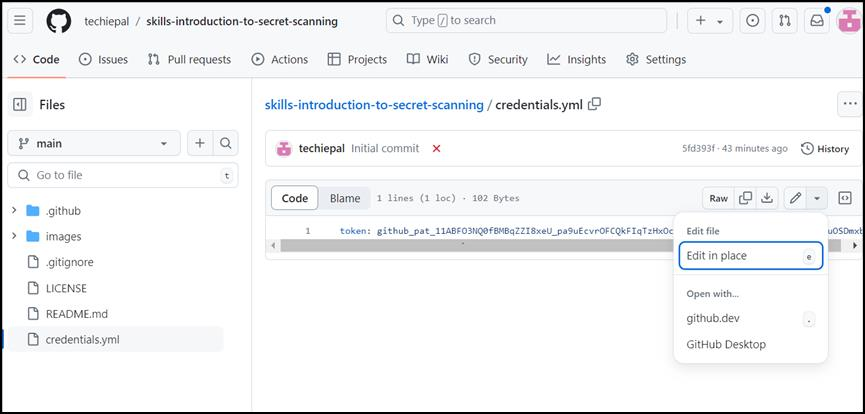 techiepal / skills-introduction-to-secret-scanning
Type / to search
Code
Issues
Pull requests
Actions
Projects
Wiki
Security
Insights
Settings
Files
main
Go to file
t
.github
images
.gitignore
LICENSE
README.md
credentials.yml
skills-introduction-to-secret-scanning / credentials.yml
techiepal Initial commit
5fd393f · 43 minutes ago
History
Code
Blame
1 lines (1 loc) · 102 Bytes
Raw
1 token: github_pat_11ABFO3NQ0fBMBqZZI8xeU_pa9uEcvrOFCQkFIqTzHxOc uOSDmxb
Edit file
Edit in place
e
Open with...
github.dev
.
GitHub Desktop